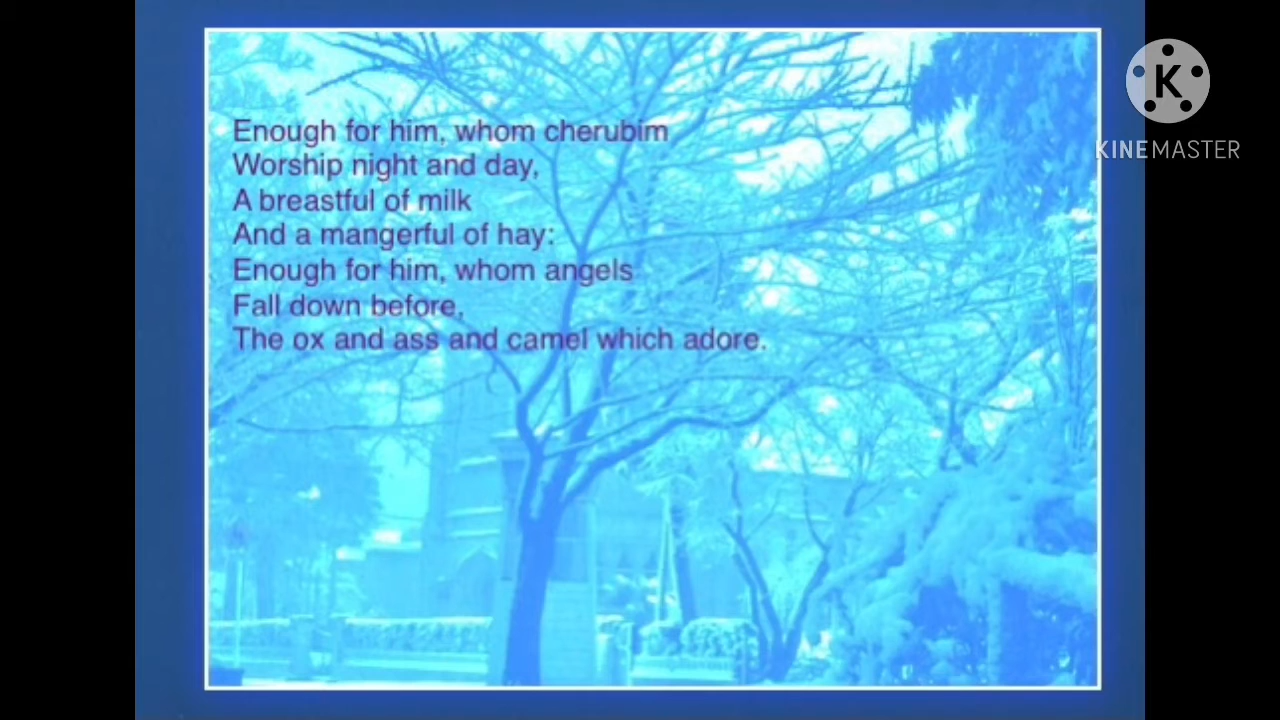 Enough for him, whom cherubim
Worship night and day,
A breastful of milk
And a mangerful of hay:
Enough for him, whom angels
Fall down before,
The ox and ass and camel which adore.
K
KINEMASTER